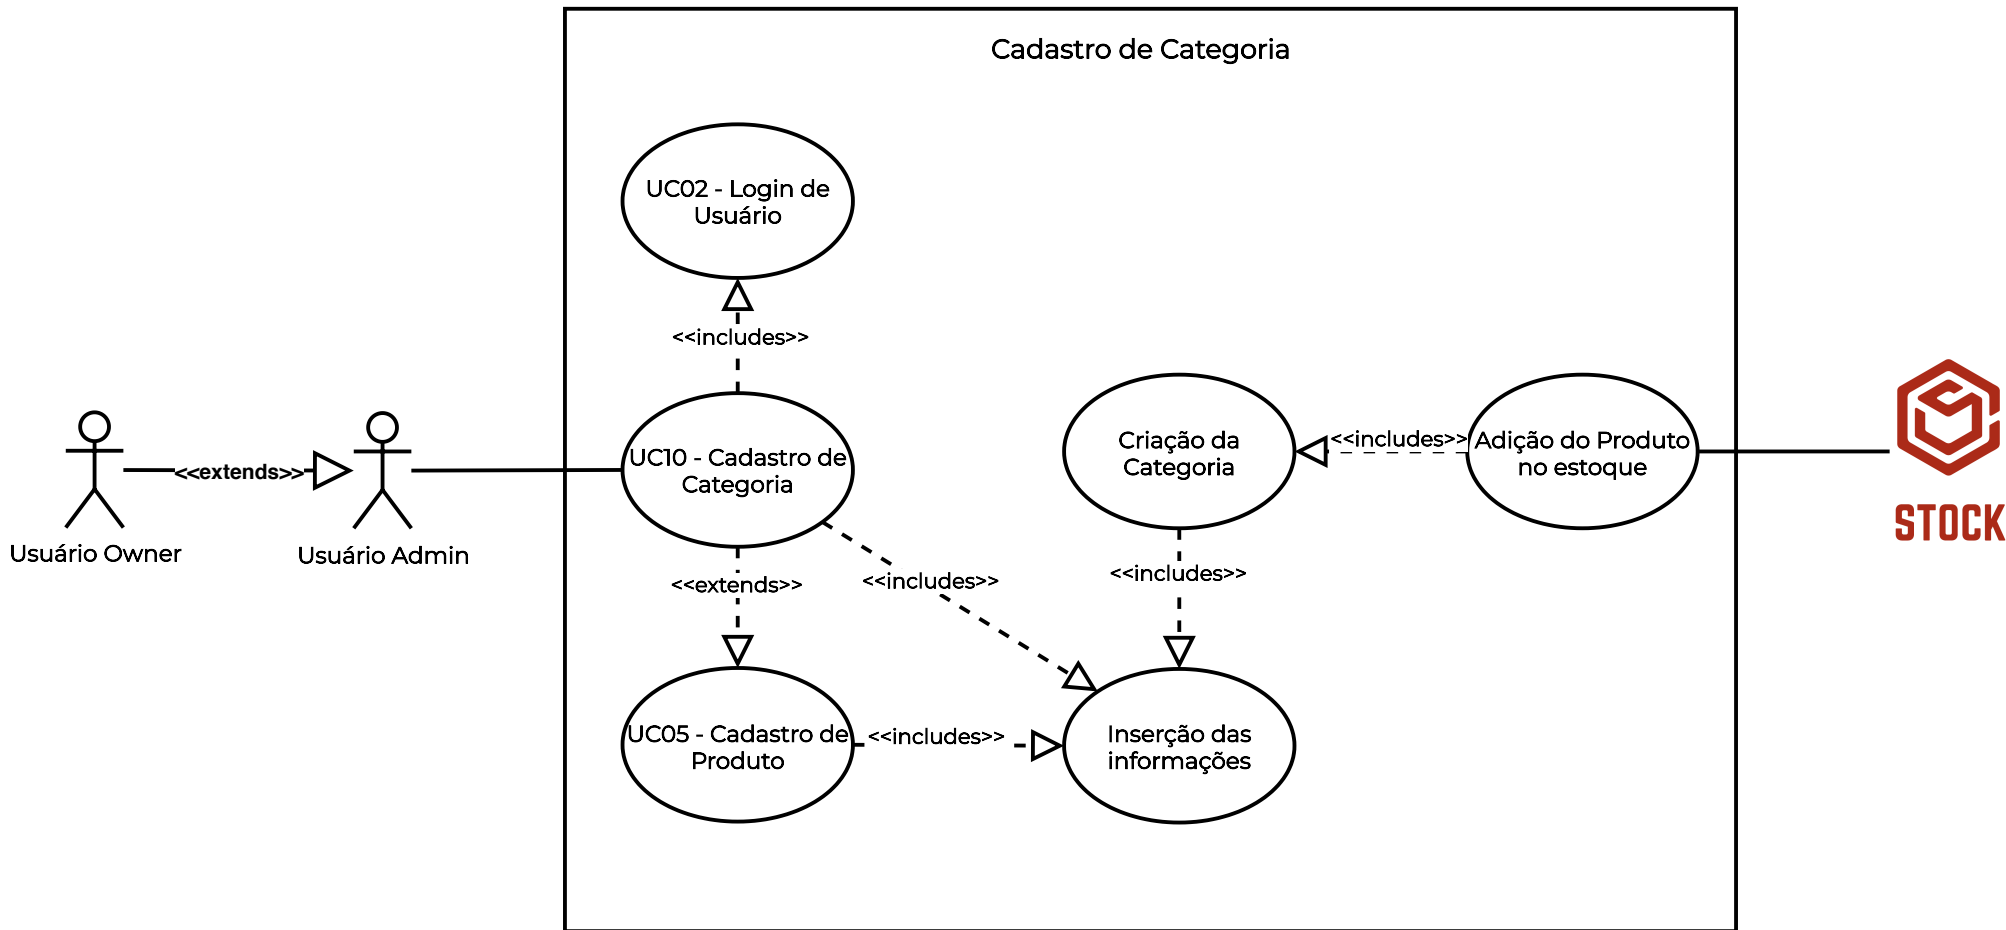 Cadastro de Categoria
UC02 - Login de
Usuário
<<includes>>
UC10 - Cadastro de
Categoria
<<extends>>
Usuário Owner
Usuário Admin
Criação da
Categoria
<<includes>>
Adição do Produto
no estoque
STOCK
<<extends>>
<<includes>>
<<includes>>
UC05 - Cadastro de
Produto
<<includes>>
Inserção das
informações